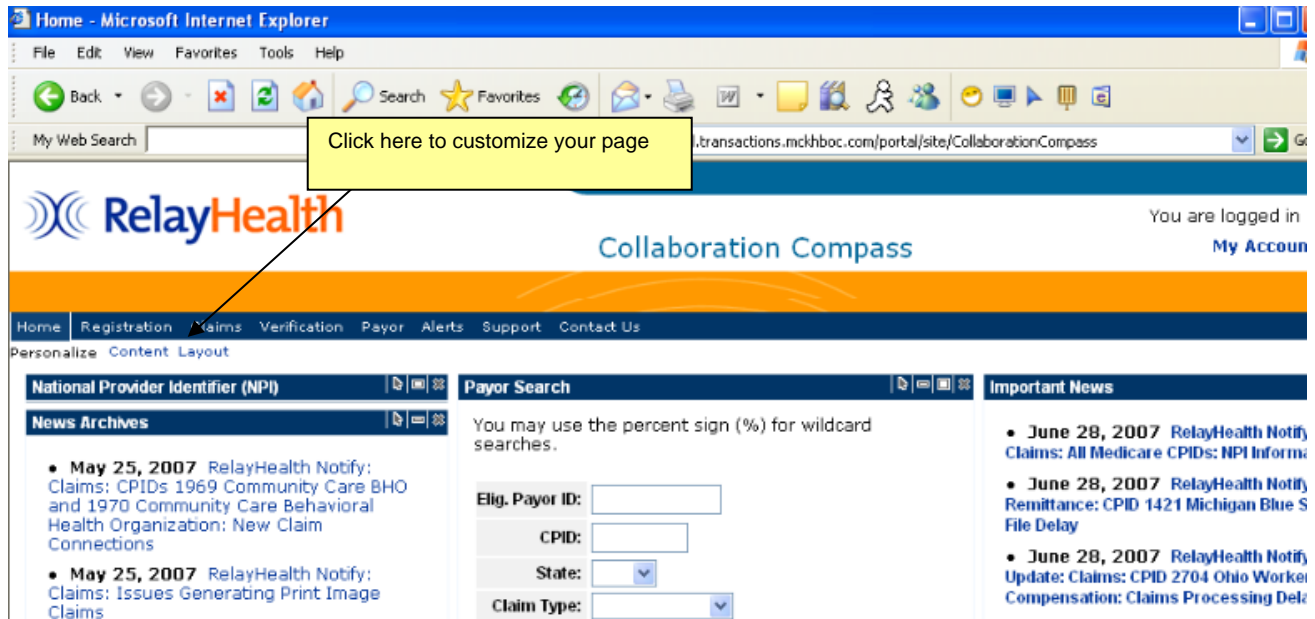 Home - Microsoft Internet Explorer
File Edit View Favorites Tools Help
Back Search Favorites
My Web Search
Click here to customize your page
.transactions.mckhboc.com/portal/site/CollaborationCompass
RelayHealth
You are logged in
Collaboration Compass
My Accoun
Home Registration Claims Verification Payor Alerts Support Contact Us
Personalize Content Layout
National Provider Identifier (NPI)
News Archives
• May 25, 2007 RelayHealth Notify:
Claims: CPIDs 1969 Community Care BHO
and 1970 Community Care Behavioral
Health Organization: New Claim
Connections
• May 25, 2007 RelayHealth Notify:
Claims: Issues Generating Print Image
Claims
Payor Search
You may use the percent sign (%) for wildcard
searches.
Elig. Payor ID:
CPID:
State:
Claim Type:
Important News
• June 28, 2007 RelayHealth Notify
Claims: All Medicare CPIDs: NPI Informa
• June 28, 2007 RelayHealth Notify
Remittance: CPID 1421 Michigan Blue S
File Delay
• June 28, 2007 RelayHealth Notify
Update: Claims: CPID 2704 Ohio Worker
Compensation: Claims Processing Dela